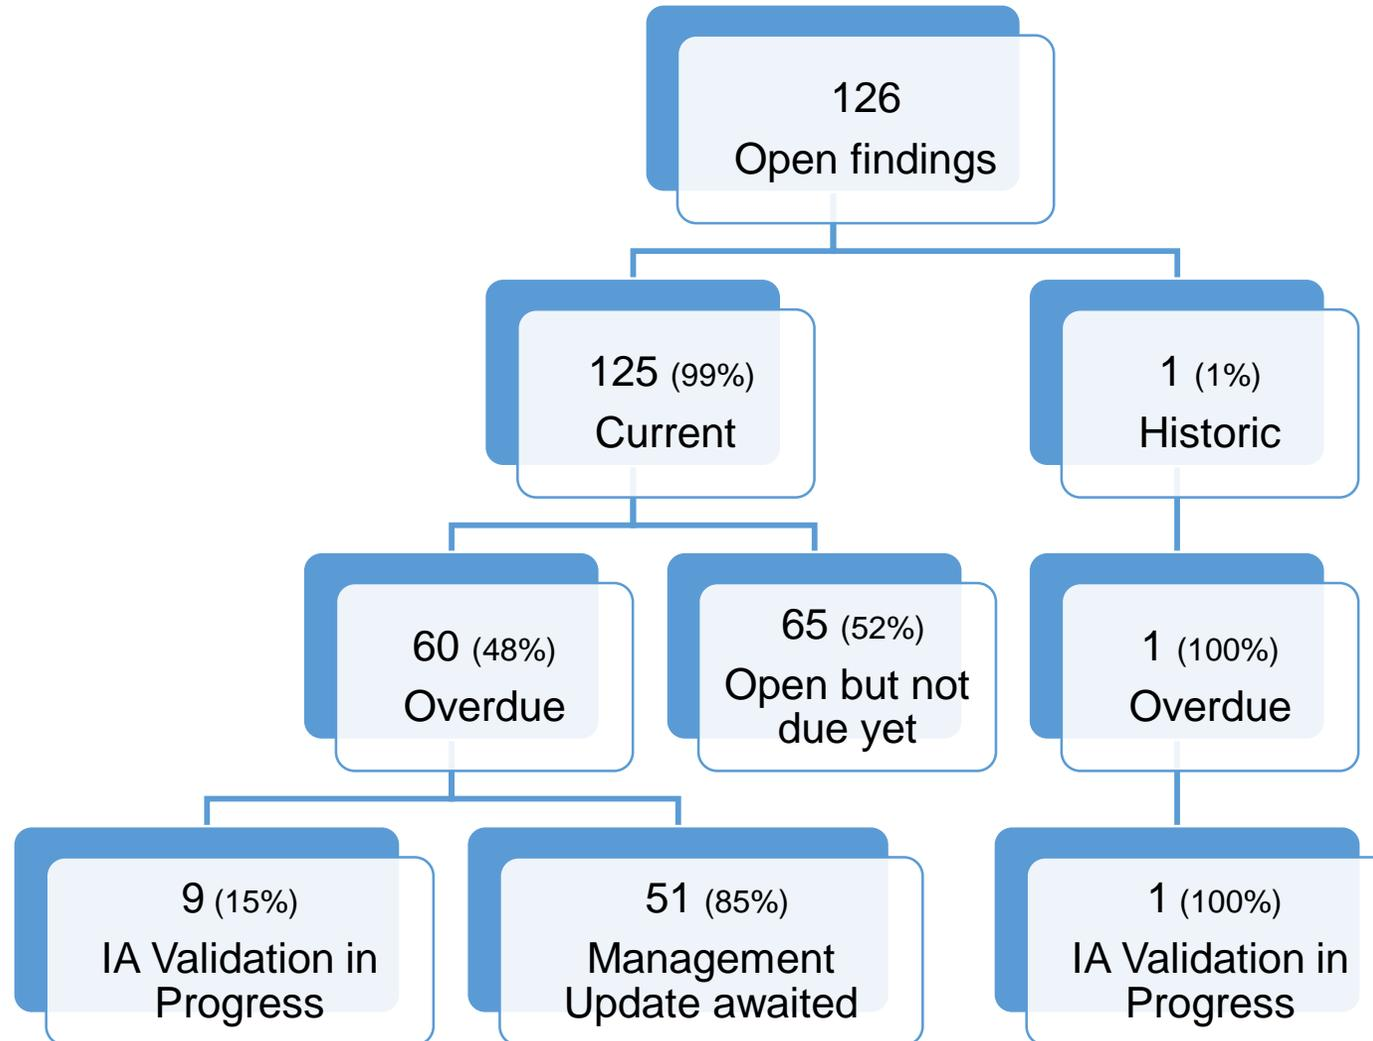 126
Open findings
125 (99%)
Current
1 (1%)
Historic
60 (48%)
Overdue
65 (52%)
Open but not
due yet
1 (100%)
Overdue
9 (15%)
IA Validation in
Progress
51 (85%)
Management
Update awaited
1 (100%)
IA Validation in
Progress